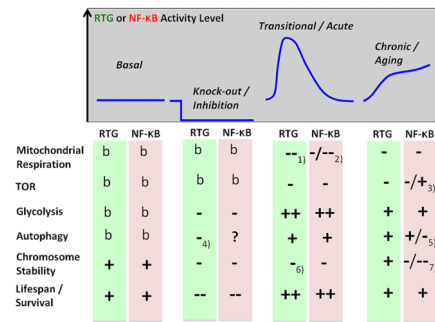 RTG or NF-κB Activity Level
Basal
Knock-out / Inhibition
Transitional / Acute
Chronic / Aging
RTG NF-κB RTG NF-κB RTG NF-κB RTG NF-κB
Mitochondrial Respiration b b b b --1) -/--2) - -
TOR b b b b - - - -/+3)
Glycolysis b b - - ++ ++ + +
Autophagy b b -4) ? + + + +/-5)
Chromosome Stability + + - - -6) - + -/--7)
Lifespan / Survival + + -- -- ++ ++ + +